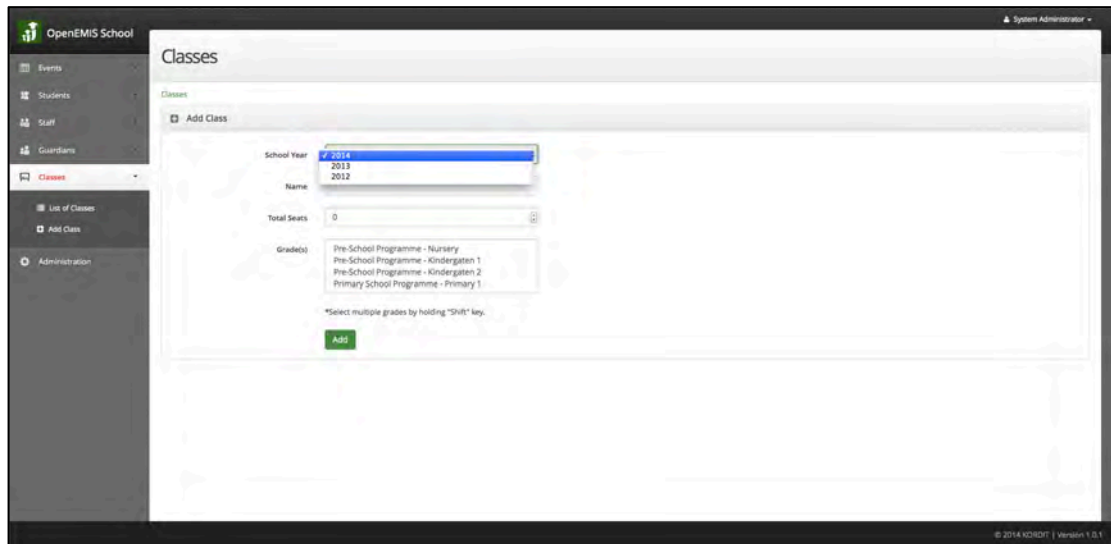 System Administrator
OpenEMIS School
Classes
Events
Students
Staff
Guardians
Classes
List of Classes
Add Class
Administration
Classes
Add Class
School Year
✓ 2014
2013
2012
Name
Total Seats 0
Grade(s)
Pre-School Programme - Nursery
Pre-School Programme - Kindergaten 1
Pre-School Programme - Kindergaten 2
Primary School Programme - Primary 1
*Select multiple grades by holding "Shift" key.
Add
© 2014 KORDIT | Version 1.0.1